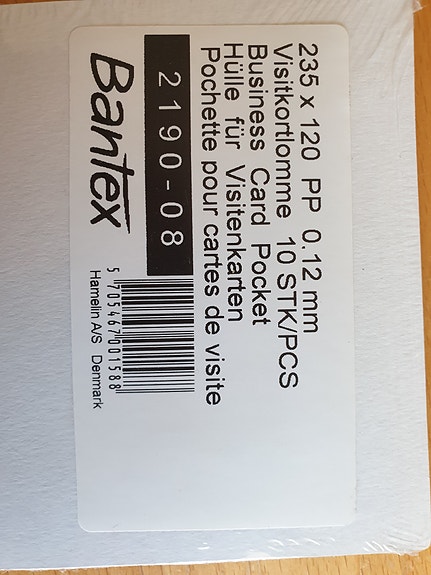 235 x 120 PP 0.12 mm
Visitkortlomme 10 STK/PCS
Business Card Pocket
Hülle für Visitenkarten
Pochette pour cartes de visite
2190-08
Bantex
5 705467 001588
Hamelin A/S Denmark